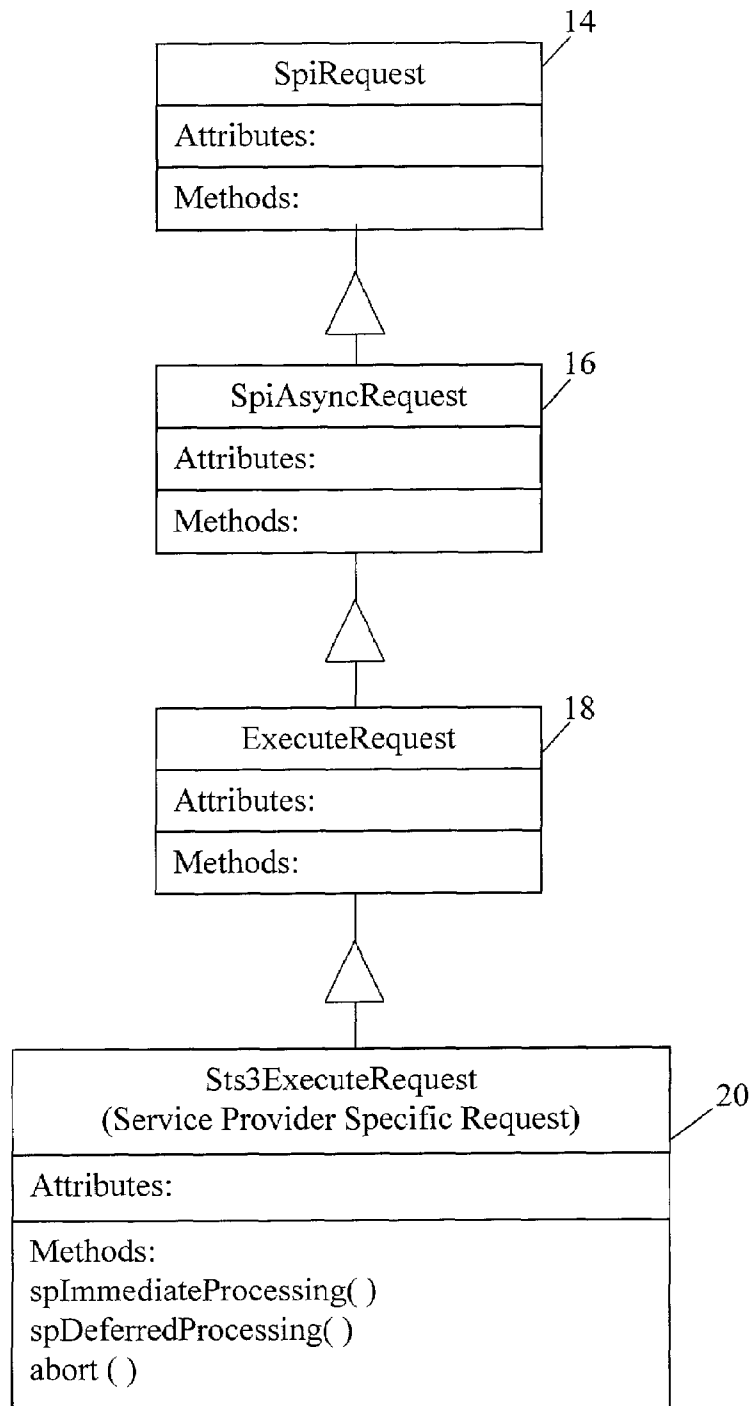 14
SpiRequest
Attributes:
Methods:
16
SpiAsyncRequest
Attributes:
Methods:
18
ExecuteRequest
Attributes:
Methods:
Sts3ExecuteRequest
(Service Provider Specific Request)
20
Attributes:
Methods:
spImmediateProcessing( )
spDeferredProcessing( )
abort ( )